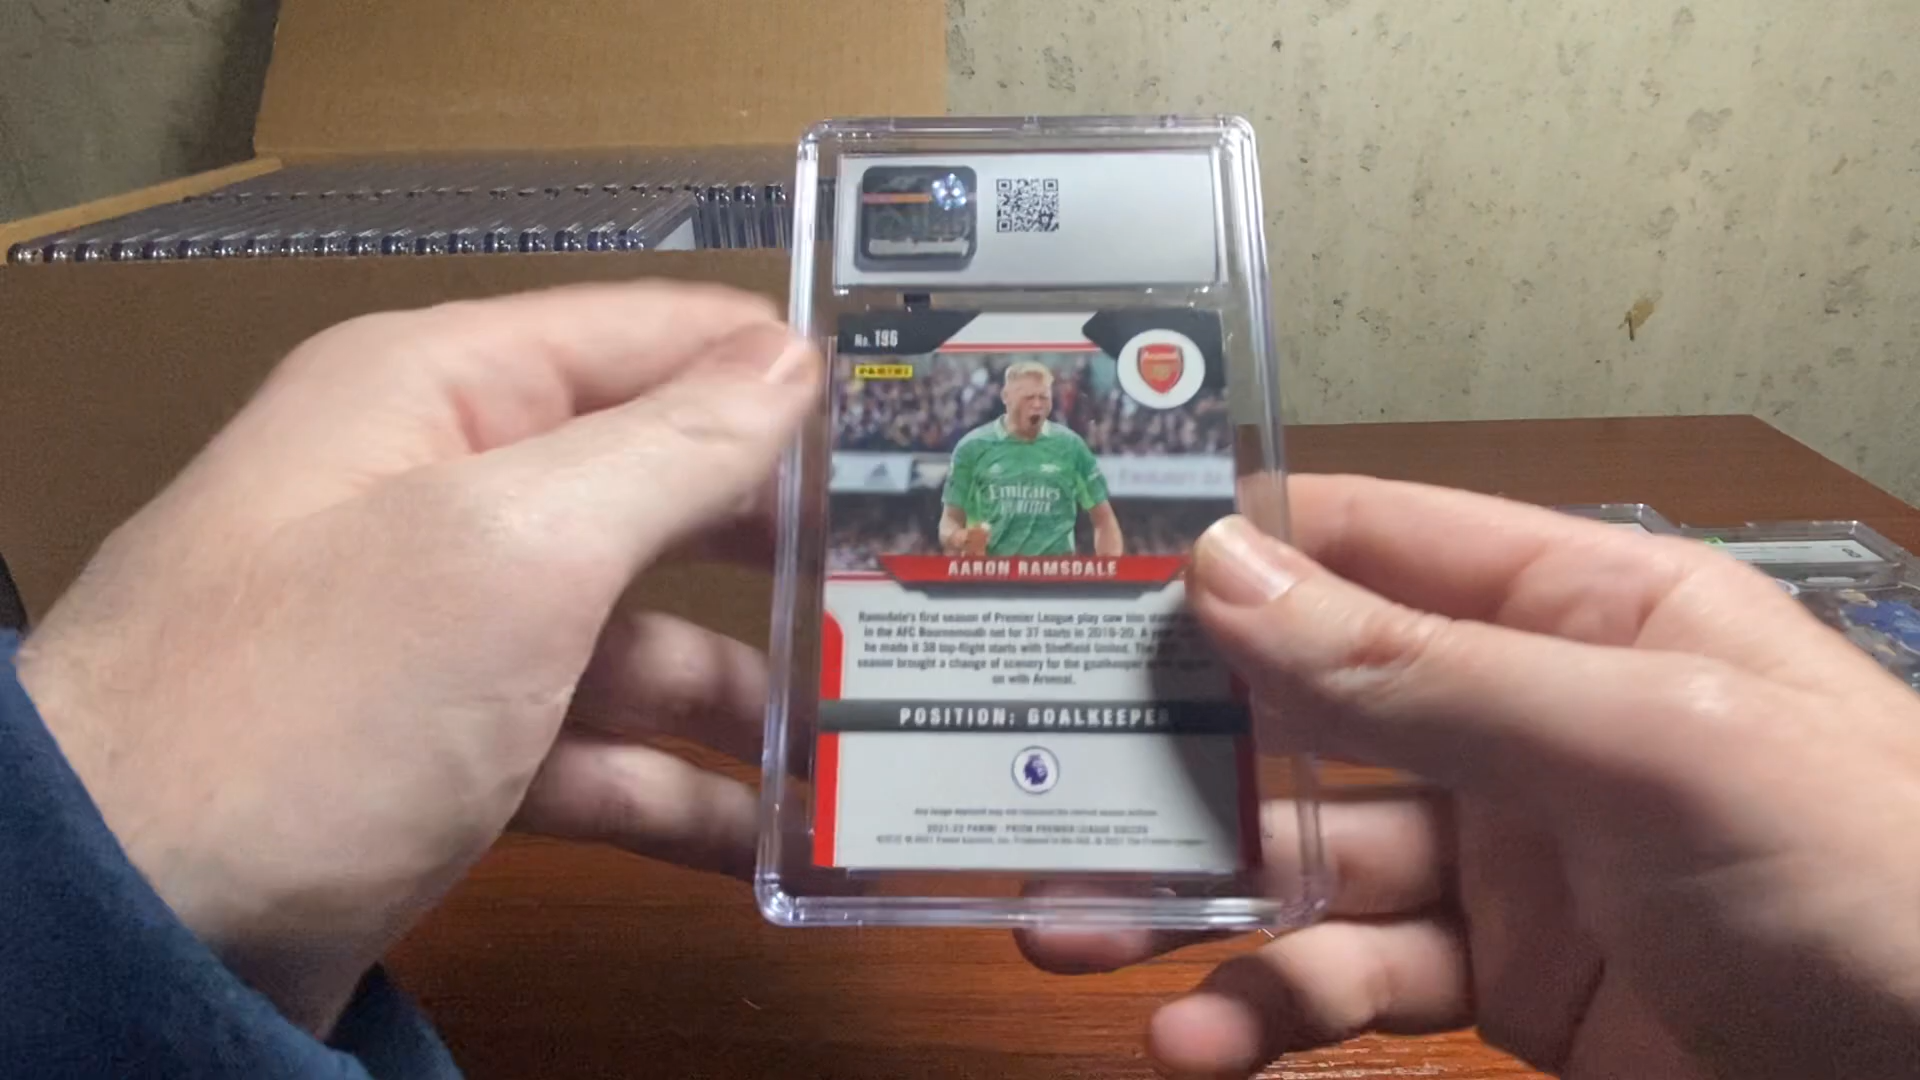 No. 196
PANINI
Arsenal
Emirates
AARON RAMSDALE
Ramsdale's first season of Premier League play saw him
in the AFC Bournemouth net for 37 starts in 2019-20. A
he made it 38 top-flight starts with Sheffield United. The
season brought a change of scenery for the goalkeeper
on with Arsenal.
POSITION: GOALKEEPER
2021-22 PANINI - PRIZM PREMIER LEAGUE SOCCER